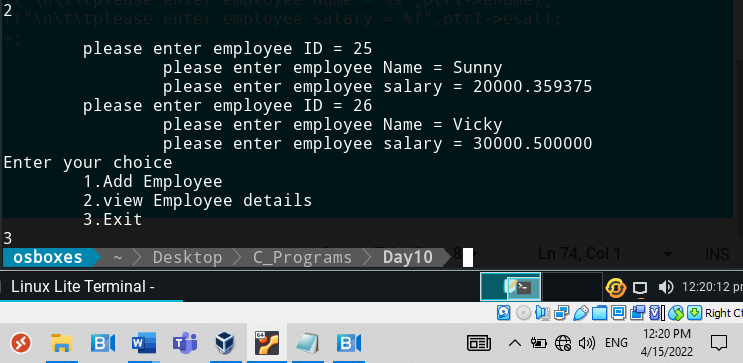 2
("\n\t\tplease enter employee Name = %s",ptr1->ename);
("\n\t\tplease enter employee salary = %f",ptr1->esal);
+;
please enter employee ID = 25
please enter employee Name = Sunny
please enter employee salary = 20000.359375
please enter employee ID = 26
please enter employee Name = Vicky
please enter employee salary = 30000.500000
Enter your choice
1.Add Employee
2.view Employee details
3.Exit
3
osboxes ~ Desktop C_Programs Day10
8
Ln 74, Col 1
INS
Linux Lite Terminal -
12:20:12
Right Ct
ENG
12:20 PM
4/15/2022